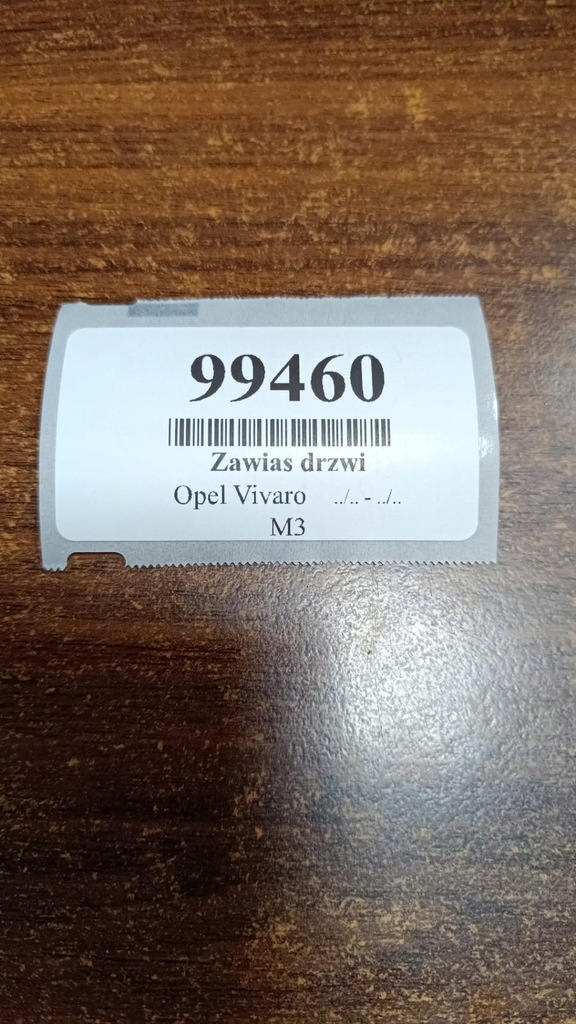 99460
Zawias drzwi
Opel Vivaro ../.. - ../..
M3